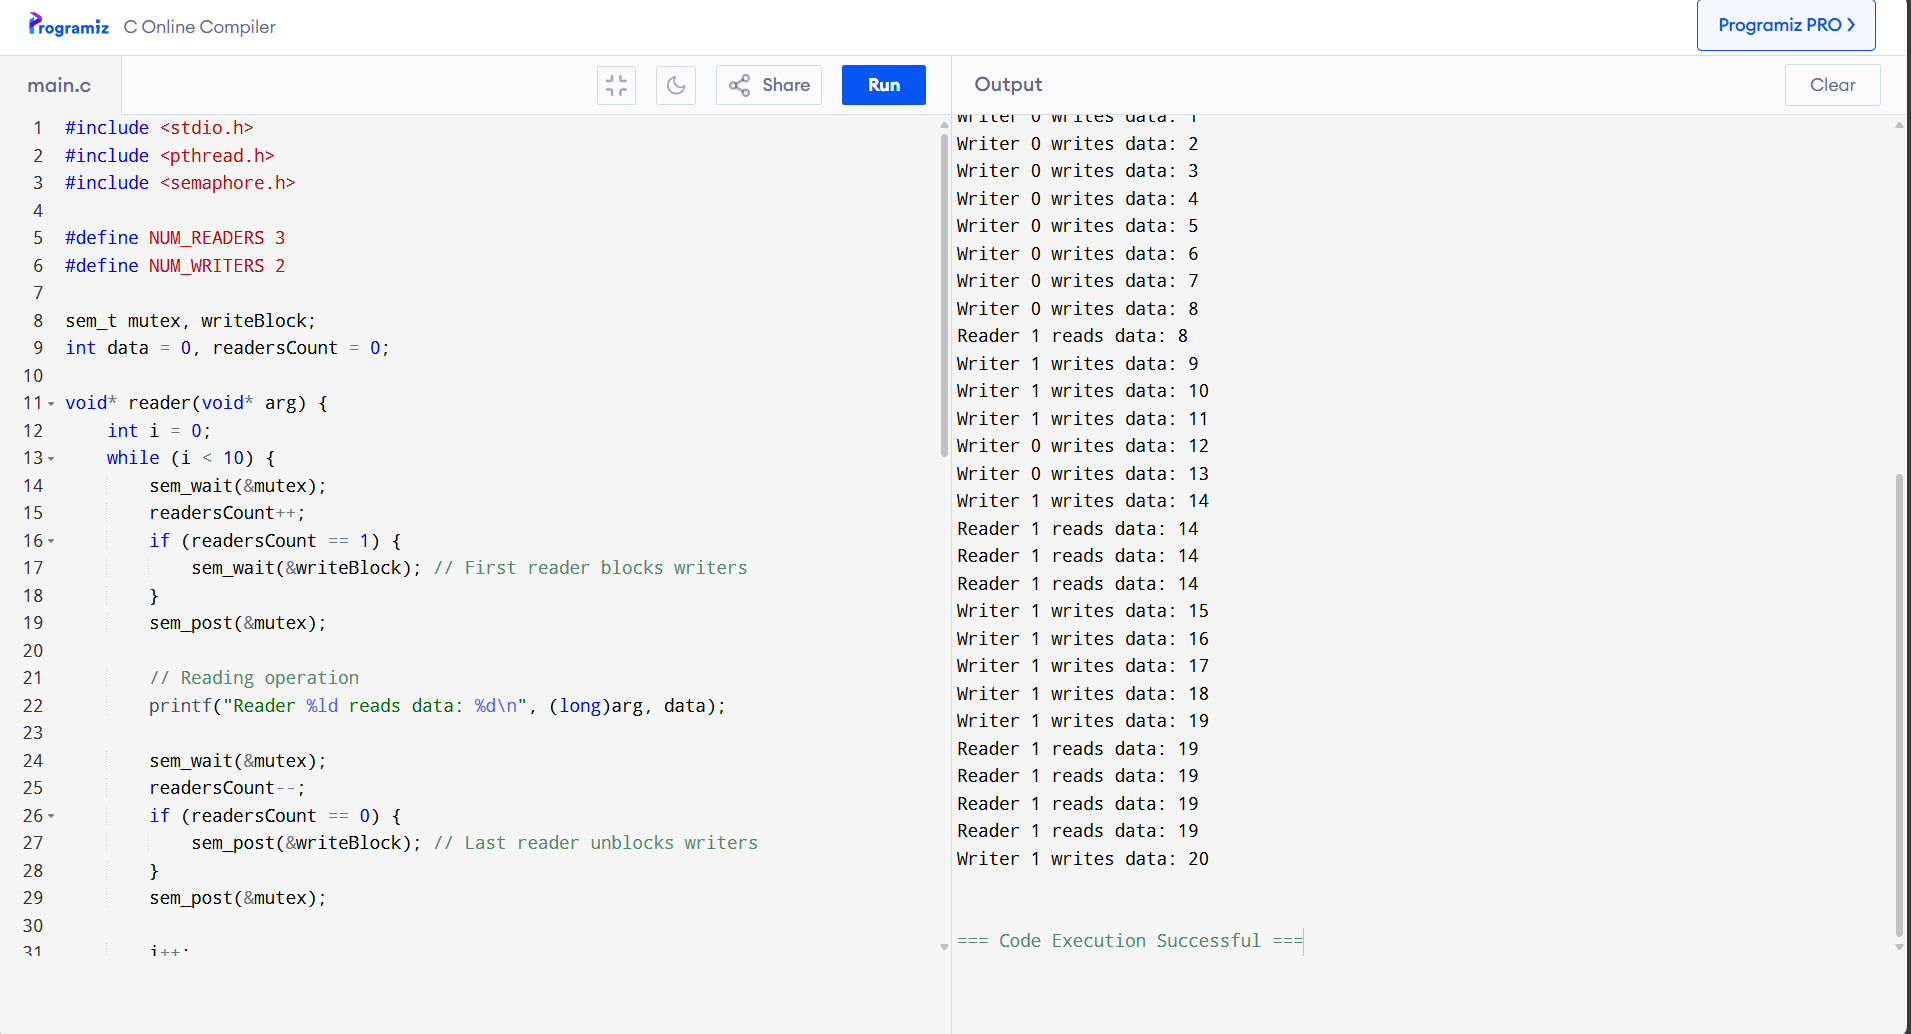 Programiz C Online Compiler
Programiz PRO
main.c
Share
Run
Output
Clear
1 #include <stdio.h>
2 #include <pthread.h>
3 #include <semaphore.h>
4
5 #define NUM_READERS 3
6 #define NUM_WRITERS 2
7
8 sem_t mutex, writeBlock;
9 int data = 0, readersCount = 0;
10
11 void* reader(void* arg) {
12     int i = 0;
13     while (i < 10) {
14         sem_wait(&mutex);
15         readersCount++;
16         if (readersCount == 1) {
17             sem_wait(&writeBlock); // First reader blocks writers
18         }
19         sem_post(&mutex);
20
21         // Reading operation
22         printf("Reader %ld reads data: %d\n", (long)arg, data);
23
24         sem_wait(&mutex);
25         readersCount--;
26         if (readersCount == 0) {
27             sem_post(&writeBlock); // Last reader unblocks writers
28         }
29         sem_post(&mutex);
30
31         i++;
Writer 0 writes data: 1
Writer 0 writes data: 2
Writer 0 writes data: 3
Writer 0 writes data: 4
Writer 0 writes data: 5
Writer 0 writes data: 6
Writer 0 writes data: 7
Writer 0 writes data: 8
Reader 1 reads data: 8
Writer 1 writes data: 9
Writer 1 writes data: 10
Writer 1 writes data: 11
Writer 0 writes data: 12
Writer 0 writes data: 13
Writer 1 writes data: 14
Reader 1 reads data: 14
Reader 1 reads data: 14
Reader 1 reads data: 14
Writer 1 writes data: 15
Writer 1 writes data: 16
Writer 1 writes data: 17
Writer 1 writes data: 18
Writer 1 writes data: 19
Reader 1 reads data: 19
Reader 1 reads data: 19
Reader 1 reads data: 19
Reader 1 reads data: 19
Writer 1 writes data: 20
=== Code Execution Successful ===